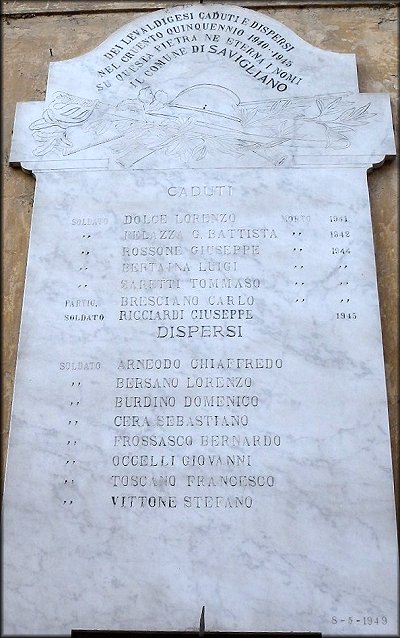 DEI LEVALDIGESI CADUTI E DISPERSI
NEL CRUENTO QUINQUENNIO 1940-1945
SU QUESTA PIETRA NE ETERNA I NOMI
IL COMUNE DI SAVIGLIANO
CADUTI
SOLDATO DOLCE LORENZO MORTO 1941
" PELAZZA G. BATTISTA " 1942
" ROSSONE GIUSEPPE " 1944
" BERTAINA LUIGI " "
" SARETTI TOMMASO " "
PARTIG. BRESCIANO CARLO " "
SOLDATO RICCIARDI GIUSEPPE 1945
DISPERSI
SOLDATO ARNEODO CHIAFFREDO
" BERSANO LORENZO
" BURDINO DOMENICO
" CERA SEBASTIANO
" FROSSASCO BERNARDO
" OCCELLI GIOVANNI
" TOSCANO FRANCESCO
" VITTONE STEFANO
8-5-1949